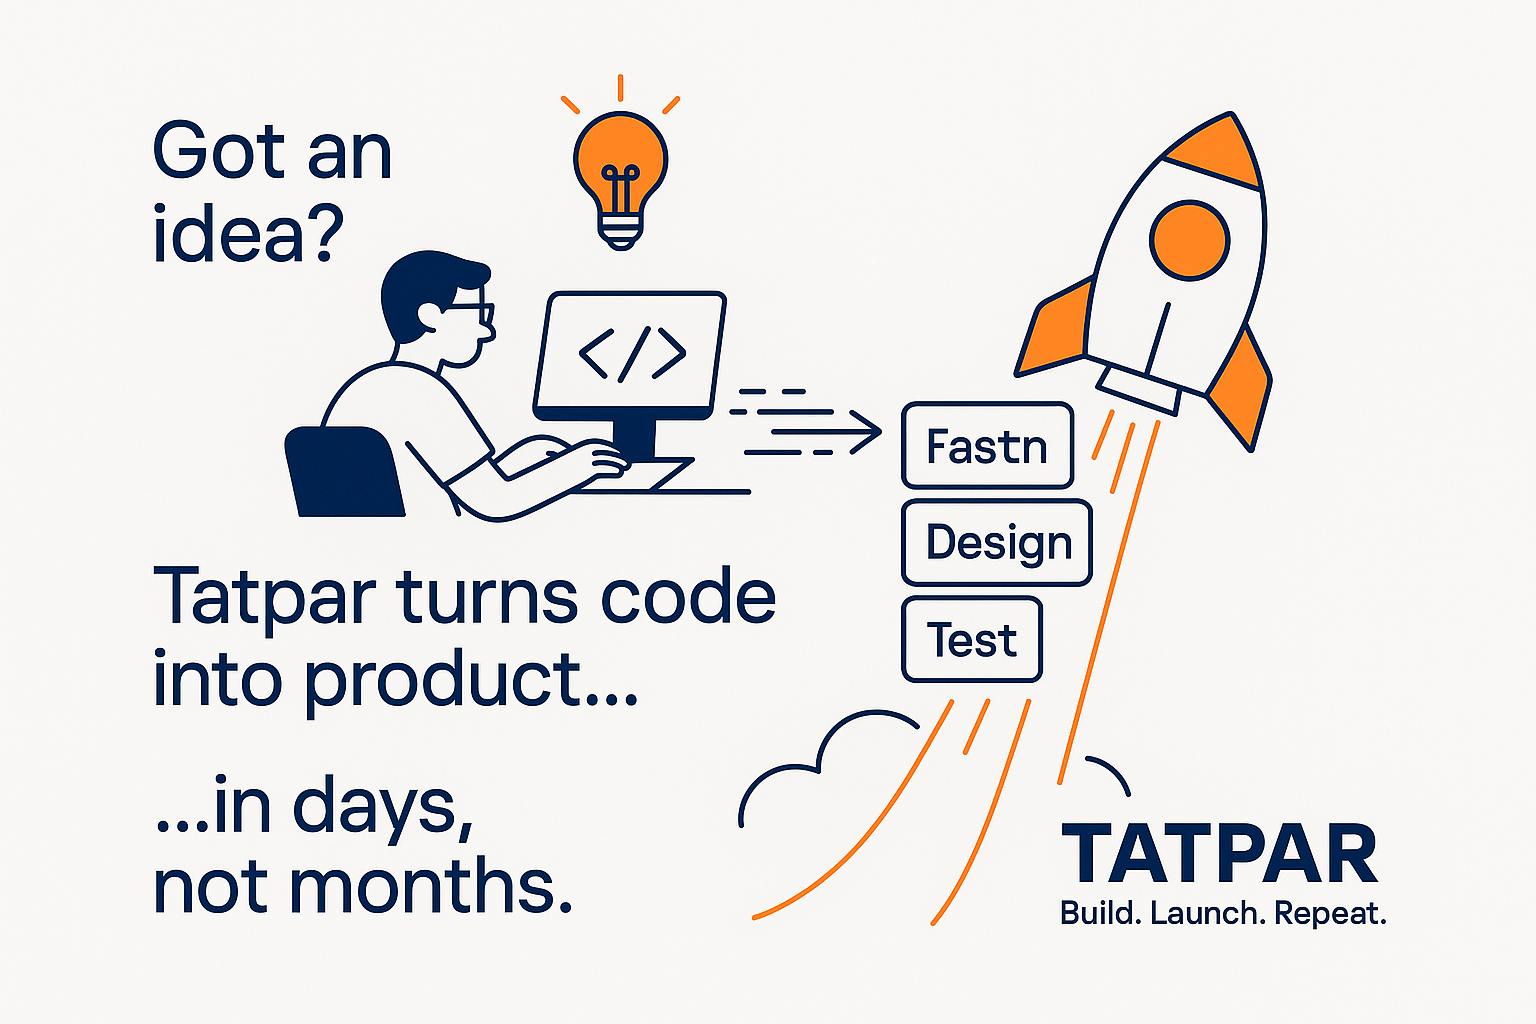 Got an
idea?
</>
Fastn
Design
Test
Tatpar turns code
into product...
...in days,
not months.
TATPAR
Build. Launch. Repeat.